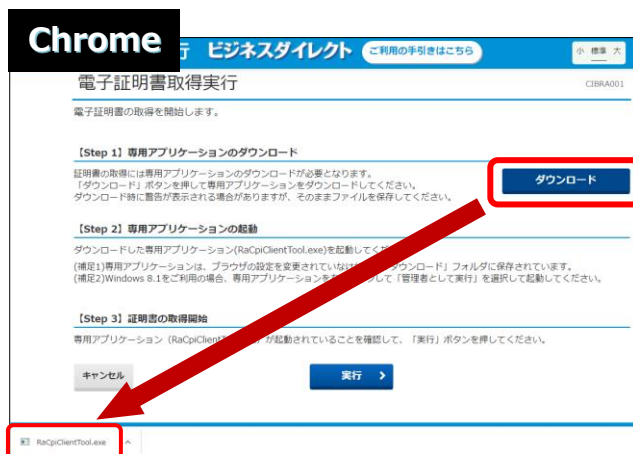 Chrome
行 ビジネスダイレクト ご利用の手引きはこちら 小 標準 大
電子証明書取得実行 CIBRA001
電子証明書の取得を開始します。
【Step 1】専用アプリケーションのダウンロード
証明書の取得には専用アプリケーションのダウンロードが必要となります。
「ダウンロード」ボタンを押して専用アプリケーションをダウンロードしてください。
ダウンロード時に警告が表示される場合がありますが、そのままファイルを保存してください。
ダウンロード
【Step 2】専用アプリケーションの起動
ダウンロードした専用アプリケーション(RaCpiClientTool.exe)を起動してくだ
(補足1)専用アプリケーションは、ブラウザの設定を変更されていなけ ダウンロード」フォルダに保存されています。
(補足2)Windows 8.1をご利用の場合、専用アプリケーションを して「管理者として実行」を選択して起動してください。
【Step 3】証明書の取得開始
専用アプリケーション（RaCpiClientT が起動されていることを確認して、「実行」ボタンを押してください。
キャンセル 実行
RaCpiClientTool.exe